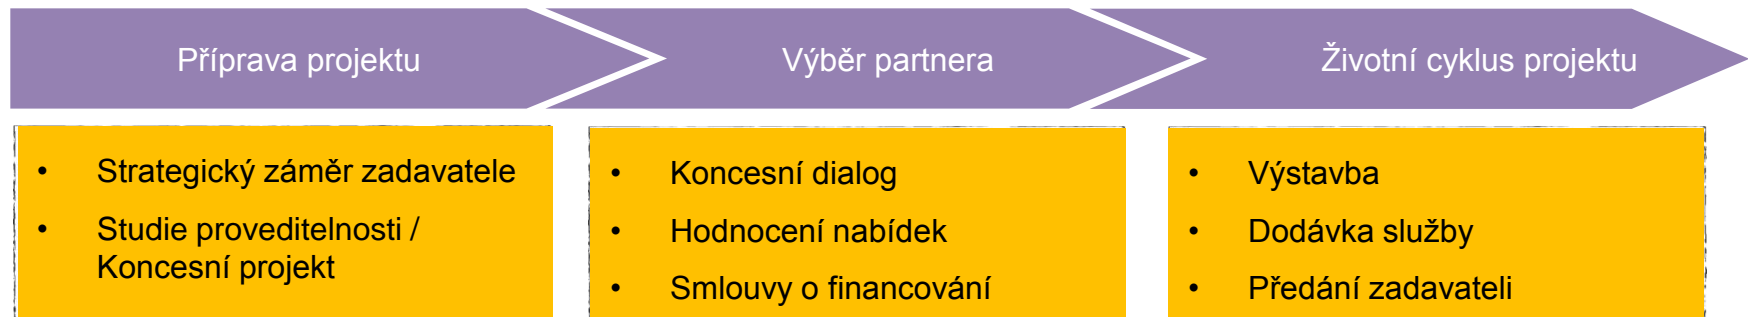 Příprava projektu
Výběr partnera
Životní cyklus projektu
• Strategický záměr zadavatele
• Studie proveditelnosti /
Koncesní projekt
• Koncesní dialog
• Hodnocení nabídek
• Smlouvy o financování
• Výstavba
• Dodávka služby
• Předání zadavateli